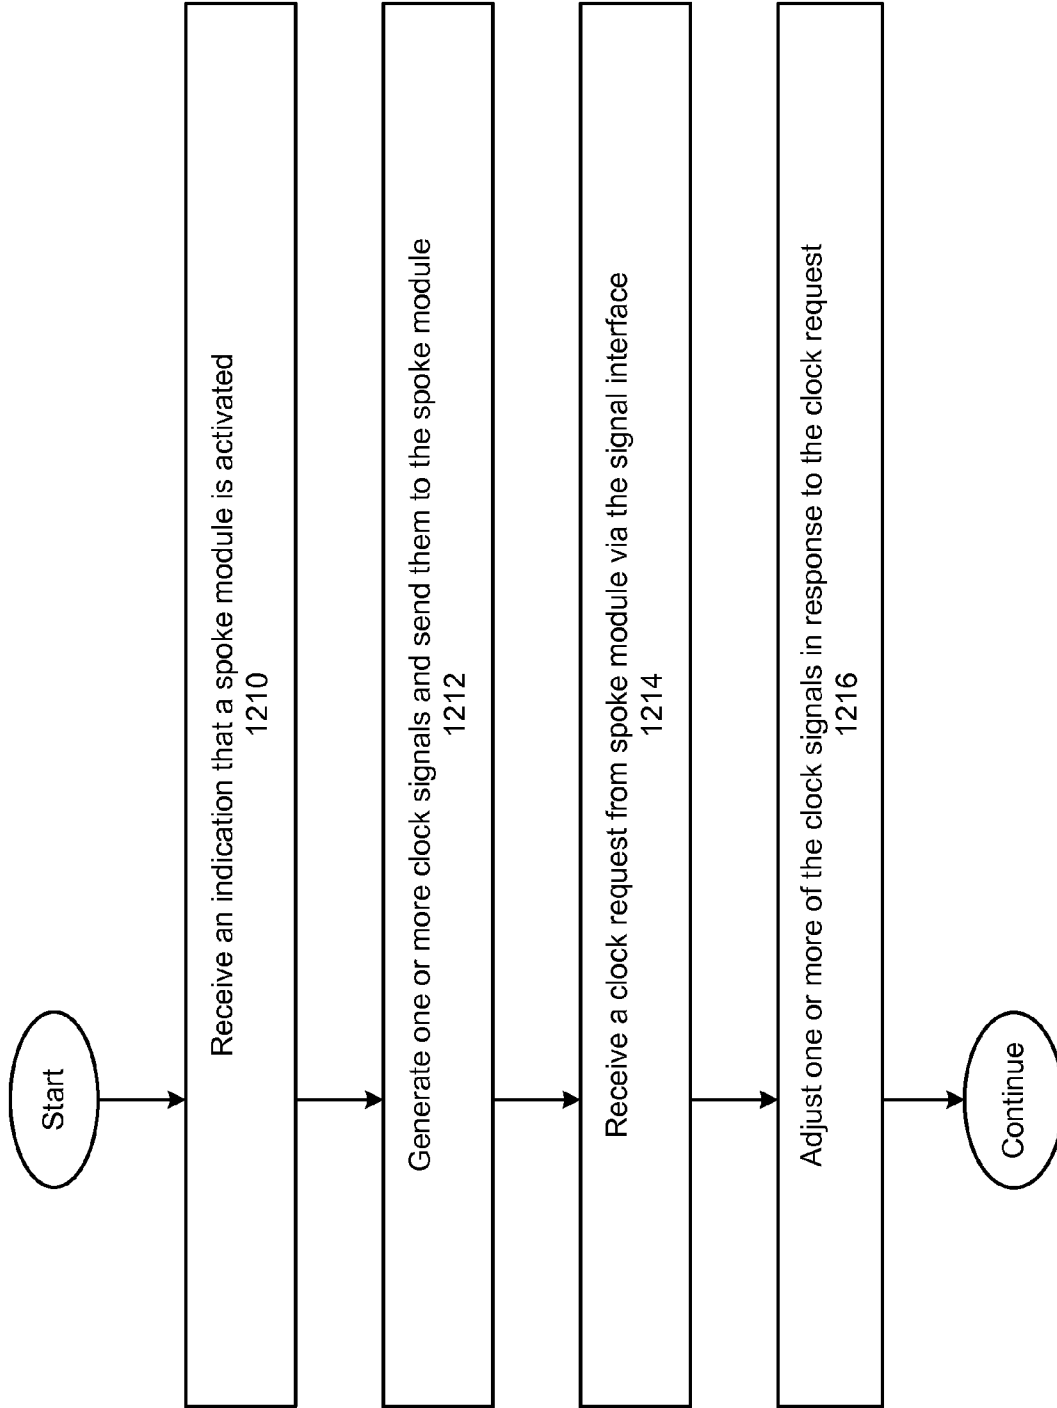 Start
Receive an indication that a spoke module is activated
1210
Generate one or more clock signals and send them to the spoke module
1212
Receive a clock request from spoke module via the signal interface
1214
Adjust one or more of the clock signals in response to the clock request
1216
Continue